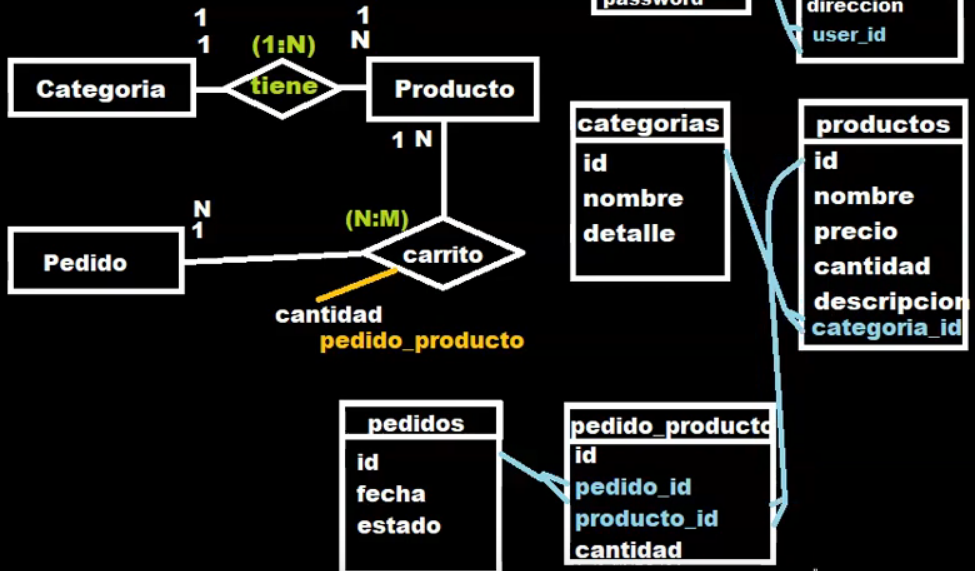 1
1
(1:N)
1
N
Categoria
tiene
Producto
1 N
N
1
(N:M)
Pedido
carrito
cantidad
pedido_producto
password
direccion
user_id
categorias
id
nombre
detalle
productos
id
nombre
precio
cantidad
descripcion
categoria_id
pedidos
id
fecha
estado
pedido_producto
id
pedido_id
producto_id
cantidad